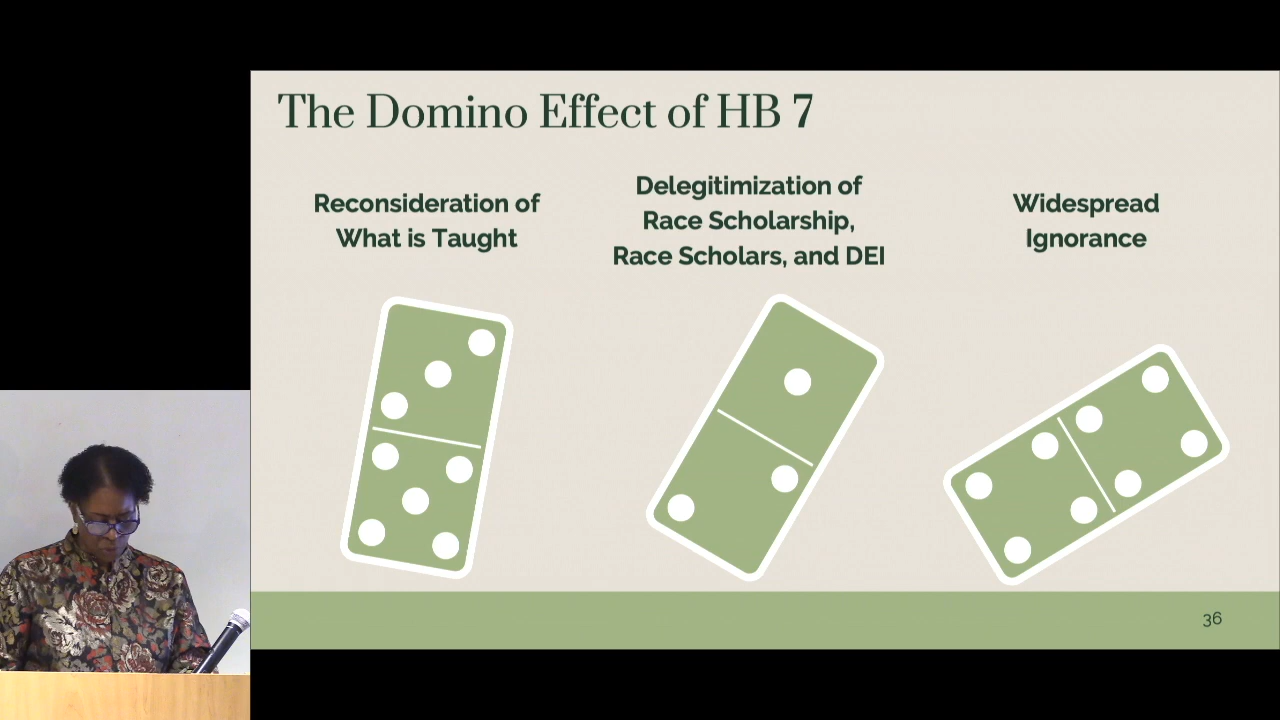 The Domino Effect of HB 7
Reconsideration of
What is Taught
Delegitimization of
Race Scholarship,
Race Scholars, and DEI
Widespread
Ignorance
36